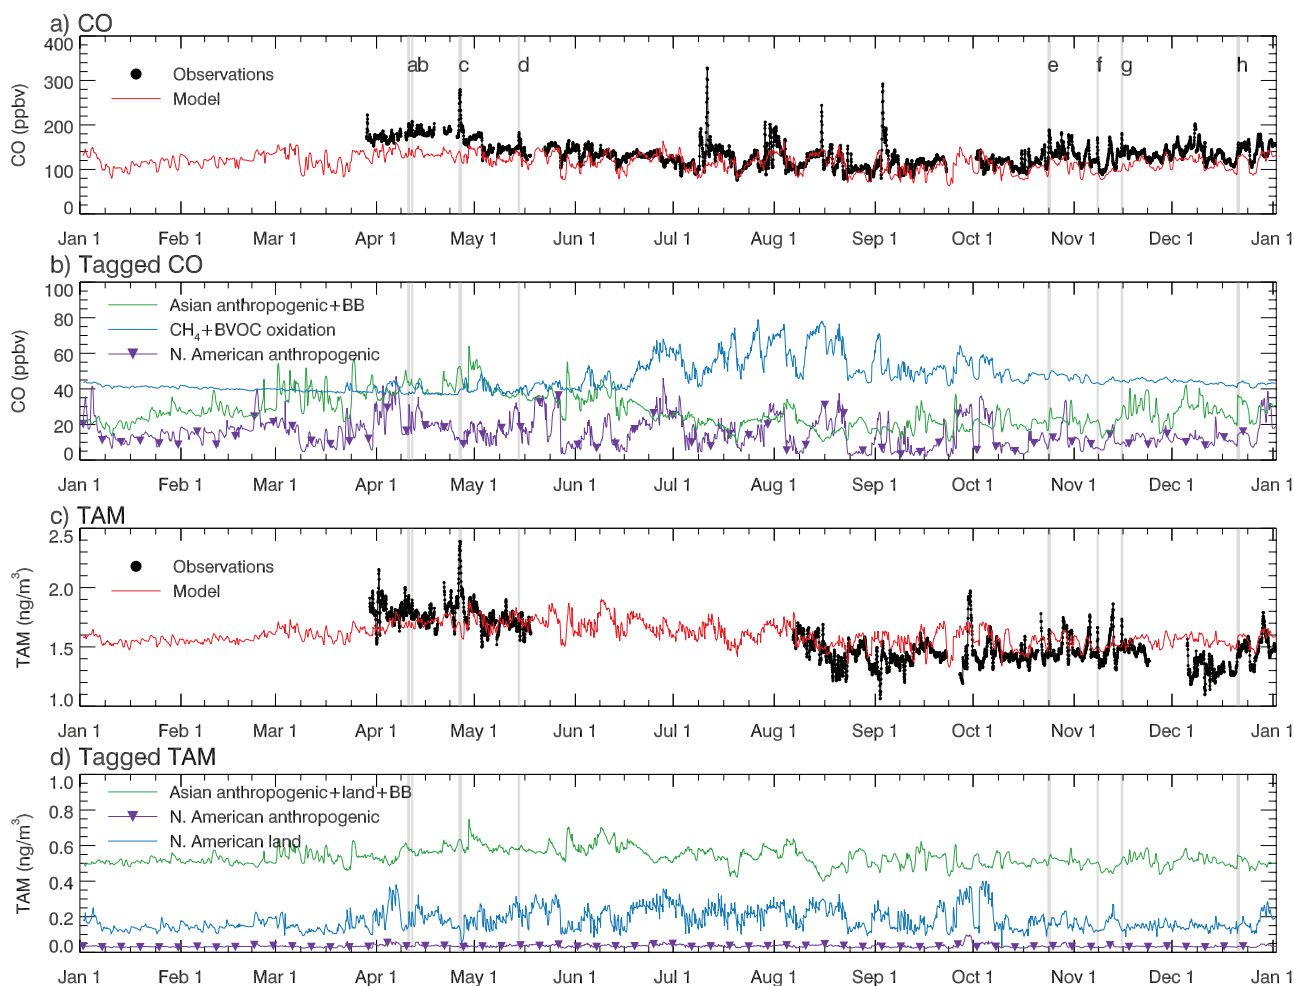 a) CO
400
300
200
100
0
CO (ppbv)
Observations
Model
a b c d e f g h
Jan 1 Feb 1 Mar 1 Apr 1 May 1 Jun 1 Jul 1 Aug 1 Sep 1 Oct 1 Nov 1 Dec 1 Jan 1
b) Tagged CO
100
80
60
40
20
0
CO (ppbv)
Asian anthropogenic+BB
CH4+BVOC oxidation
N. American anthropogenic
Jan 1 Feb 1 Mar 1 Apr 1 May 1 Jun 1 Jul 1 Aug 1 Sep 1 Oct 1 Nov 1 Dec 1 Jan 1
c) TAM
2.5
2.0
1.5
1.0
TAM (ng/m³)
Observations
Model
Jan 1 Feb 1 Mar 1 Apr 1 May 1 Jun 1 Jul 1 Aug 1 Sep 1 Oct 1 Nov 1 Dec 1 Jan 1
d) Tagged TAM
1.0
0.8
0.6
0.4
0.2
0.0
TAM (ng/m³)
Asian anthropogenic+land+BB
N. American anthropogenic
N. American land
Jan 1 Feb 1 Mar 1 Apr 1 May 1 Jun 1 Jul 1 Aug 1 Sep 1 Oct 1 Nov 1 Dec 1 Jan 1